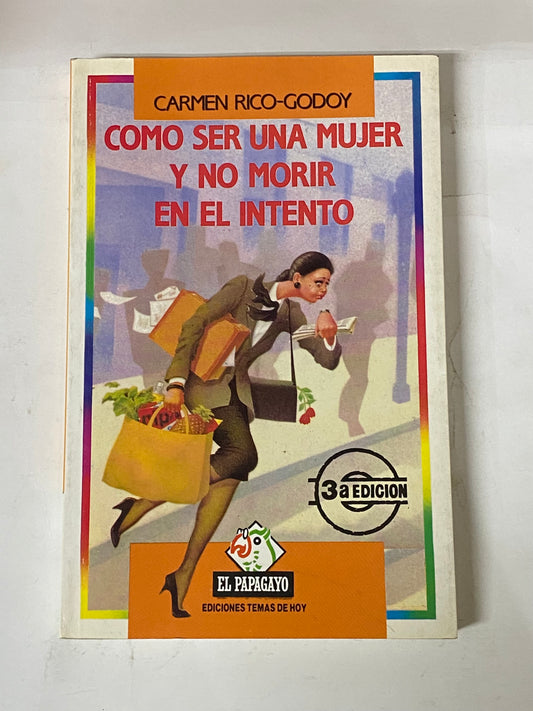 CARMEN RICO-GODOY
COMO SER UNA MUJER
Y NO MORIR
EN EL INTENTO
3a EDICION
EL PAPAGAYO
EDICIONES TEMAS DE HOY